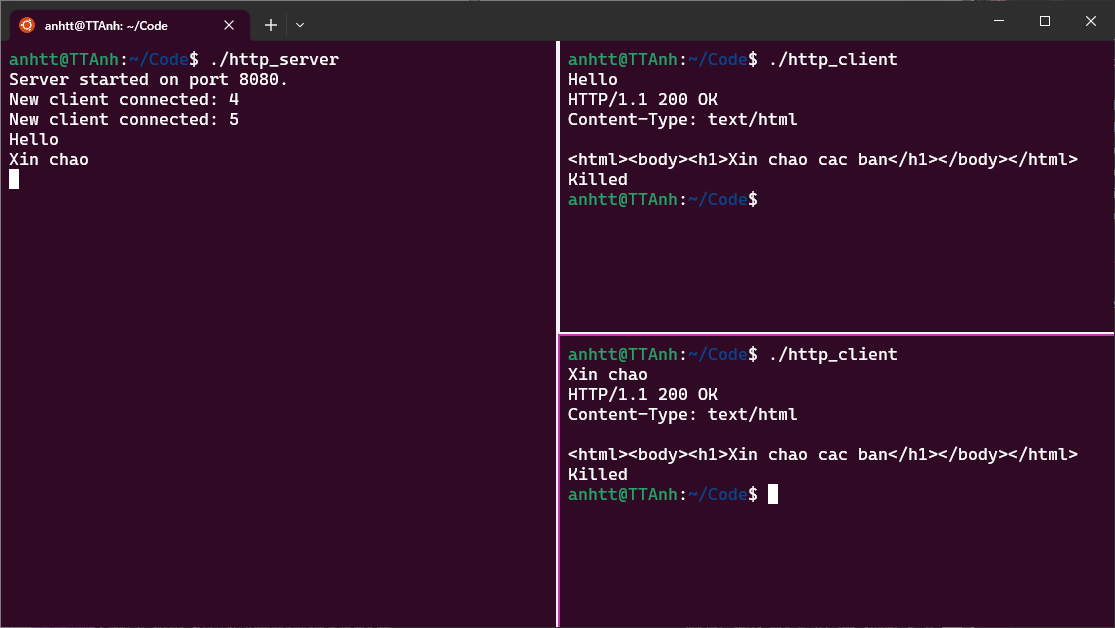 anhtt@TTAnh: ~/Code
anhtt@TTAnh:~/Code$ ./http_server
Server started on port 8080.
New client connected: 4
New client connected: 5
Hello
Xin chao
anhtt@TTAnh:~/Code$ ./http_client
Hello
HTTP/1.1 200 OK
Content-Type: text/html

<html><body><h1>Xin chao cac ban</h1></body></html>
Killed
anhtt@TTAnh:~/Code$
anhtt@TTAnh:~/Code$ ./http_client
Xin chao
HTTP/1.1 200 OK
Content-Type: text/html

<html><body><h1>Xin chao cac ban</h1></body></html>
Killed
anhtt@TTAnh:~/Code$